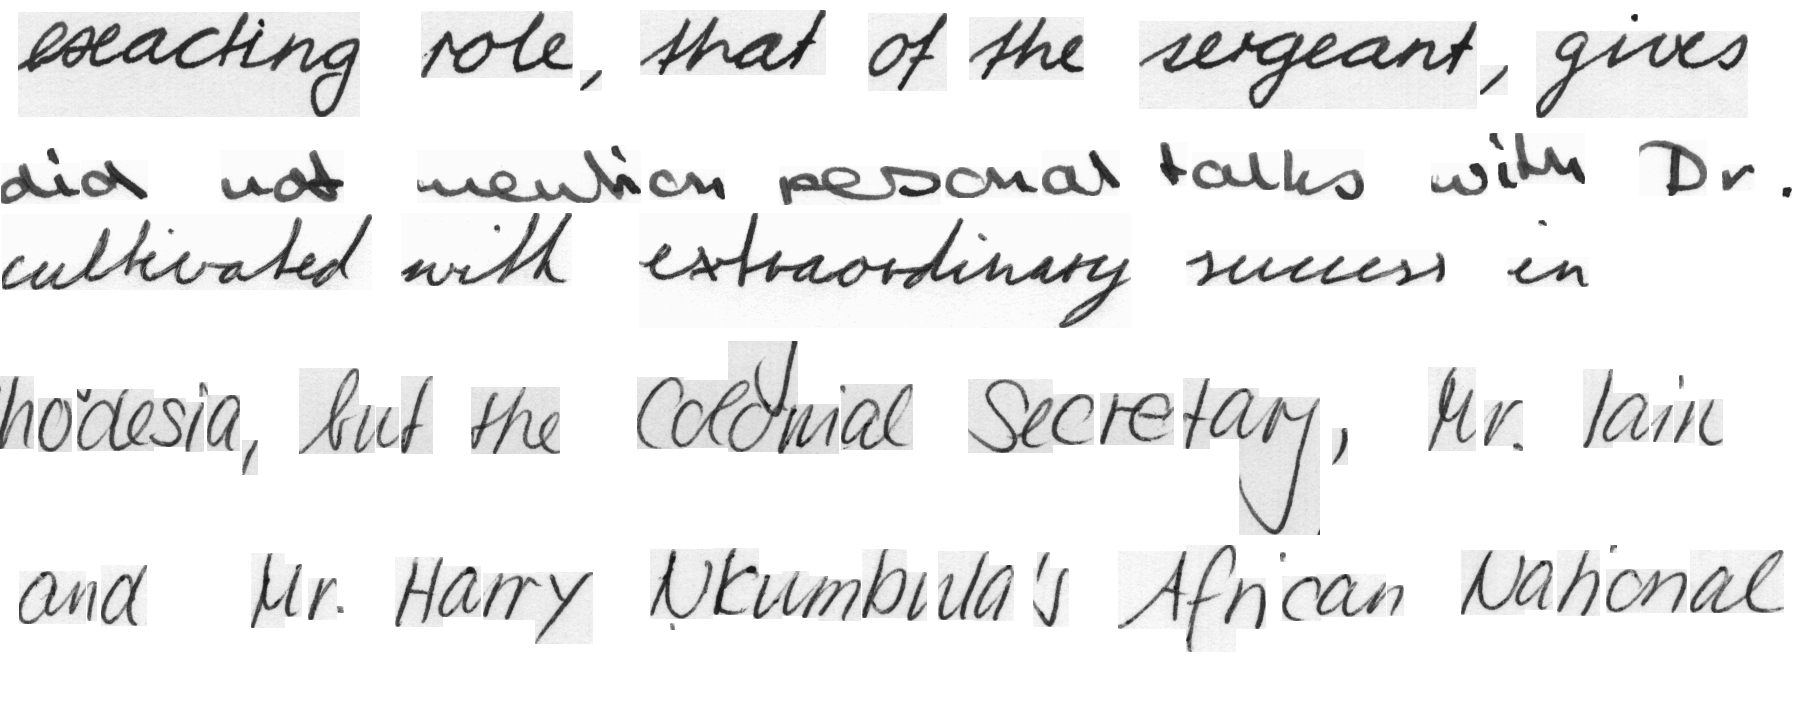 exacting role, that of the sergeant, gives
did not mention pesonal talks with Dr.
cultivated with extraordinary success in
hodesia, but the Colonial Secretary, Mr. Iain
and Mr. Harry Nkumbula's African National